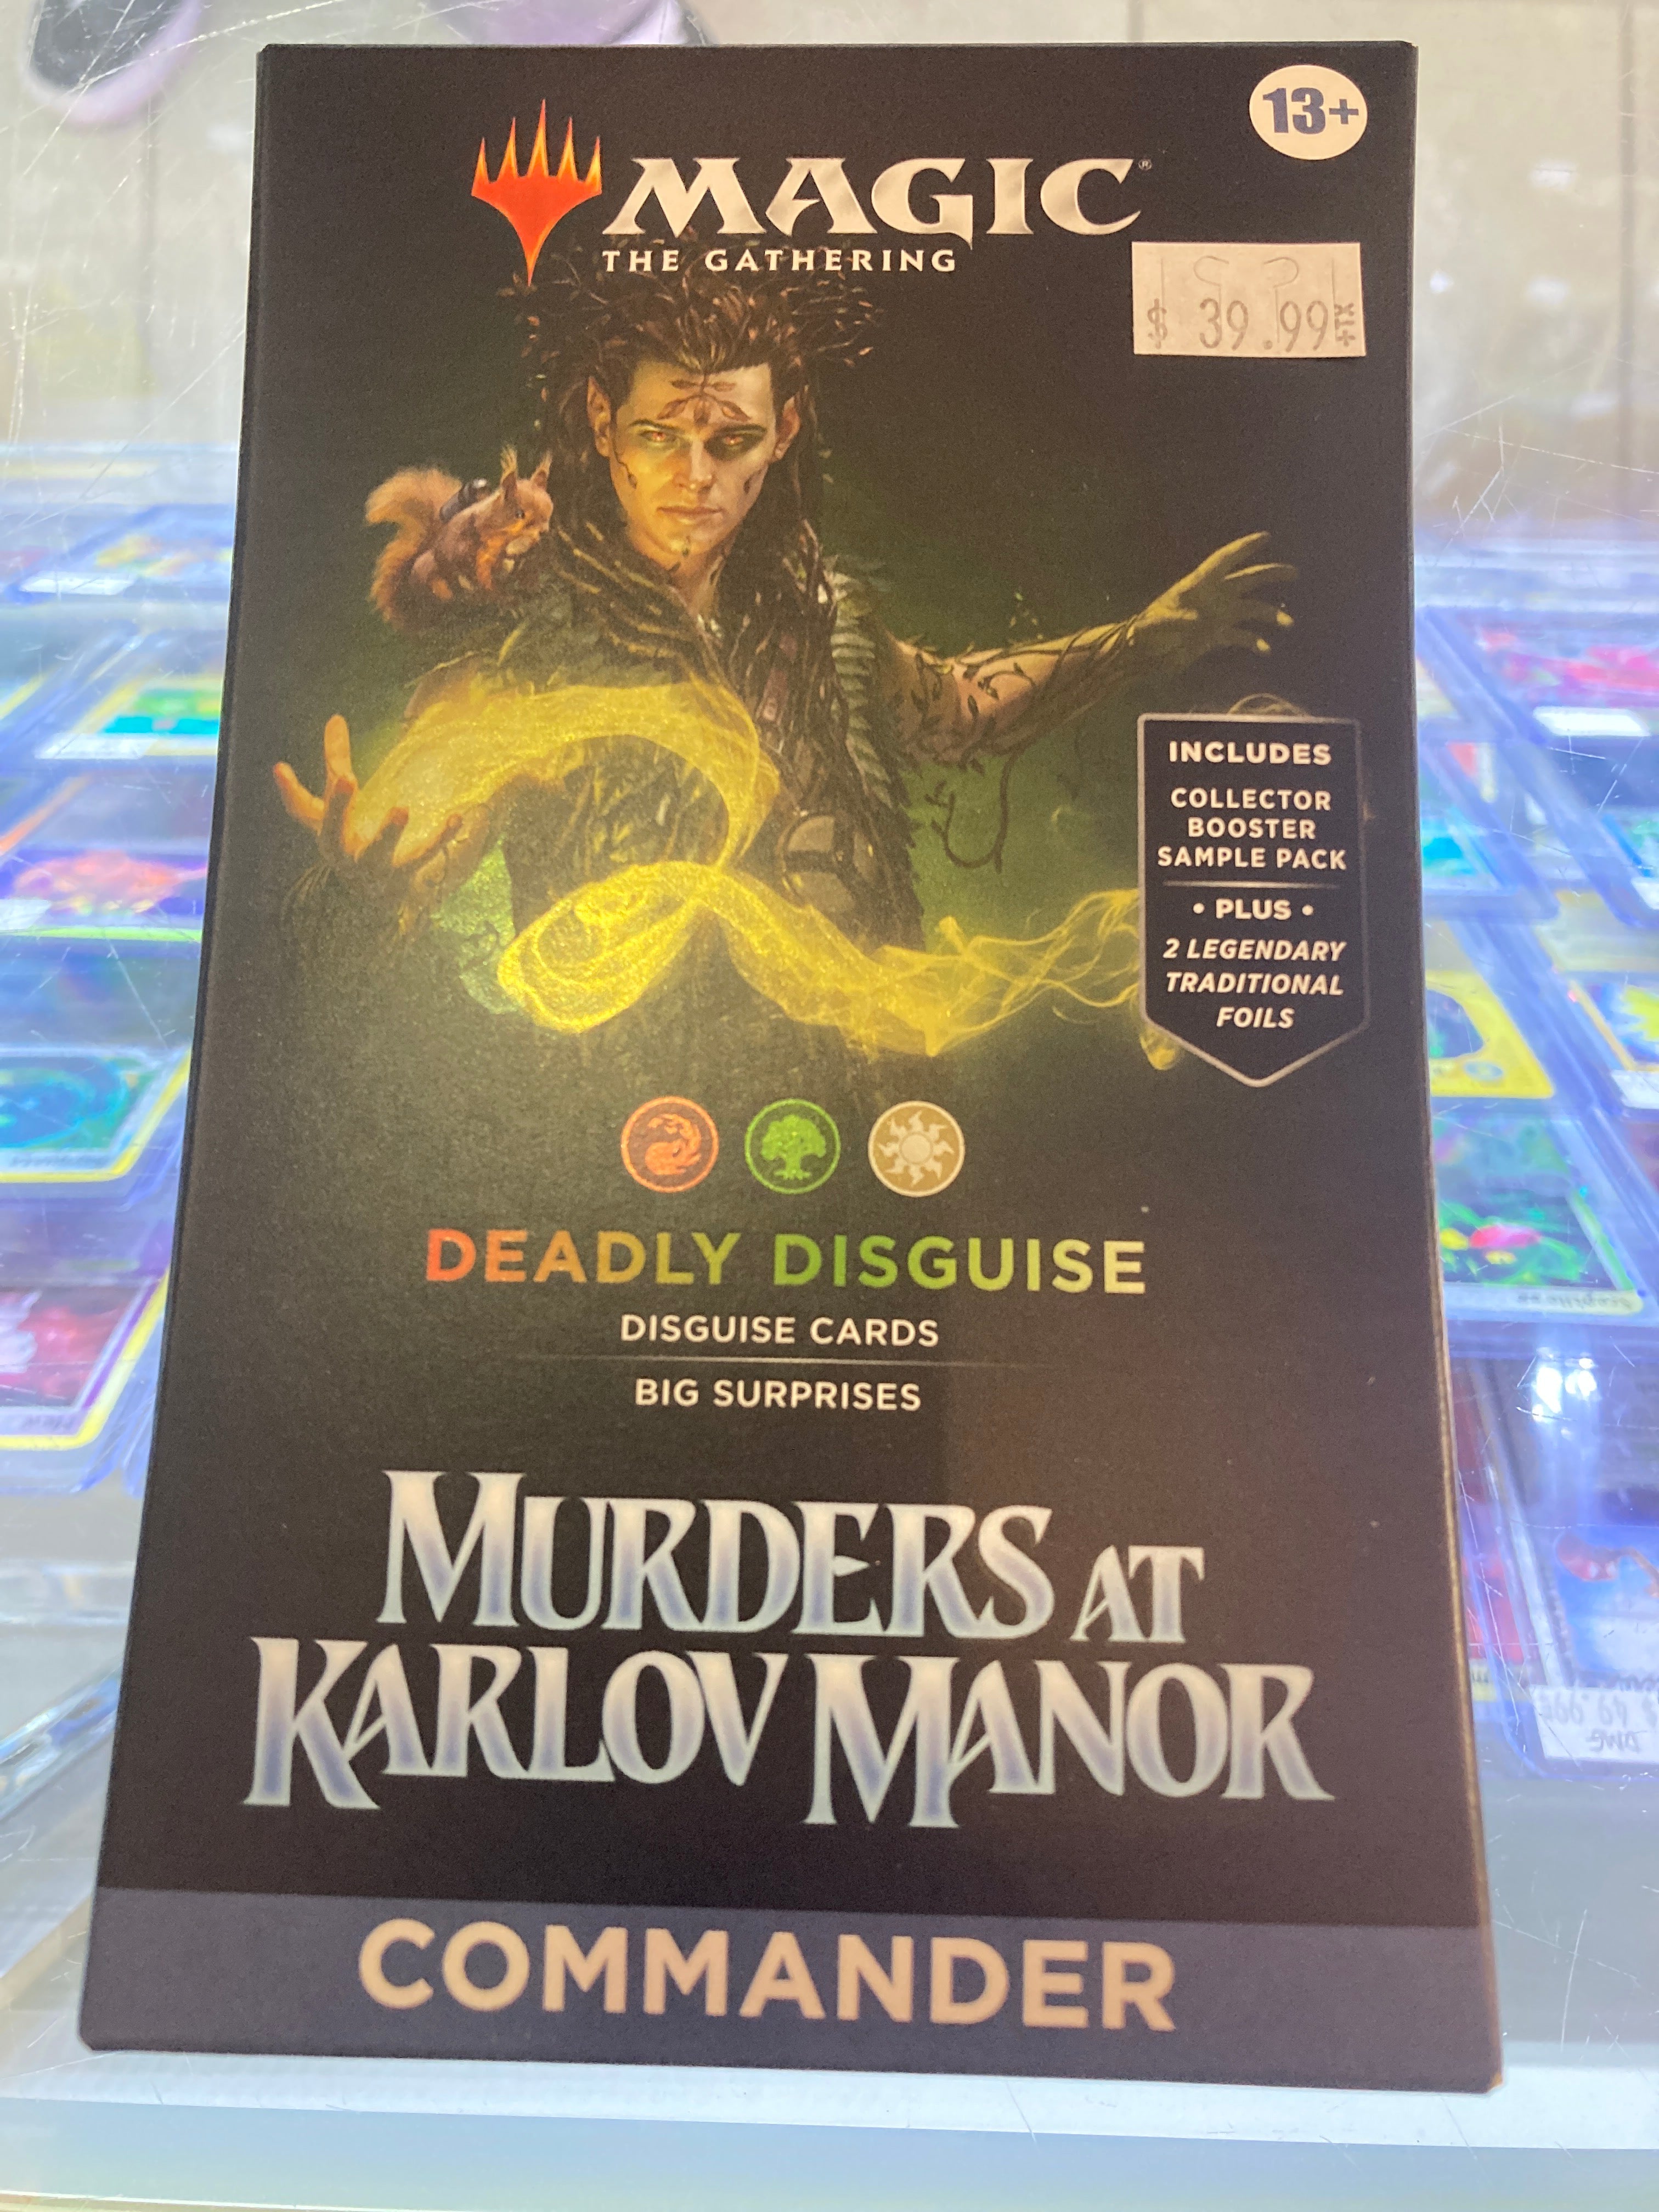 13+
MAGIC®
THE GATHERING
$ 39.99+TX
INCLUDES
COLLECTOR
BOOSTER
SAMPLE PACK
• PLUS •
2 LEGENDARY
TRADITIONAL
FOILS
DEADLY DISGUISE
DISGUISE CARDS
BIG SURPRISES
MURDERS AT
KARLOV MANOR
COMMANDER